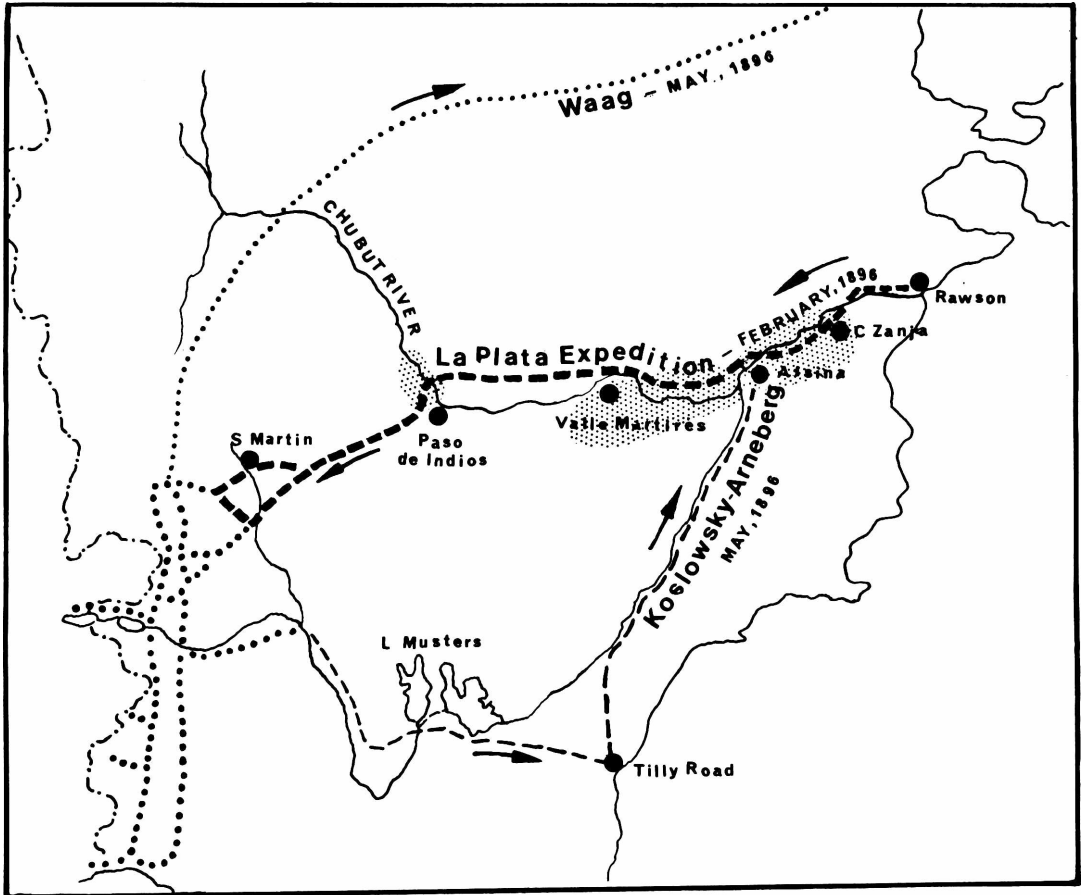 Waag – MAY., 1896
CHUBUT RIVER
FEBRUARY, 1896
Rawson
C Zanja
La Plata Expedition –
Assina
Valle Martires
S Martin
Paso
de Indios
Koslowsky-Arneberg
MAY, 1896
L Musters
Tilly Road